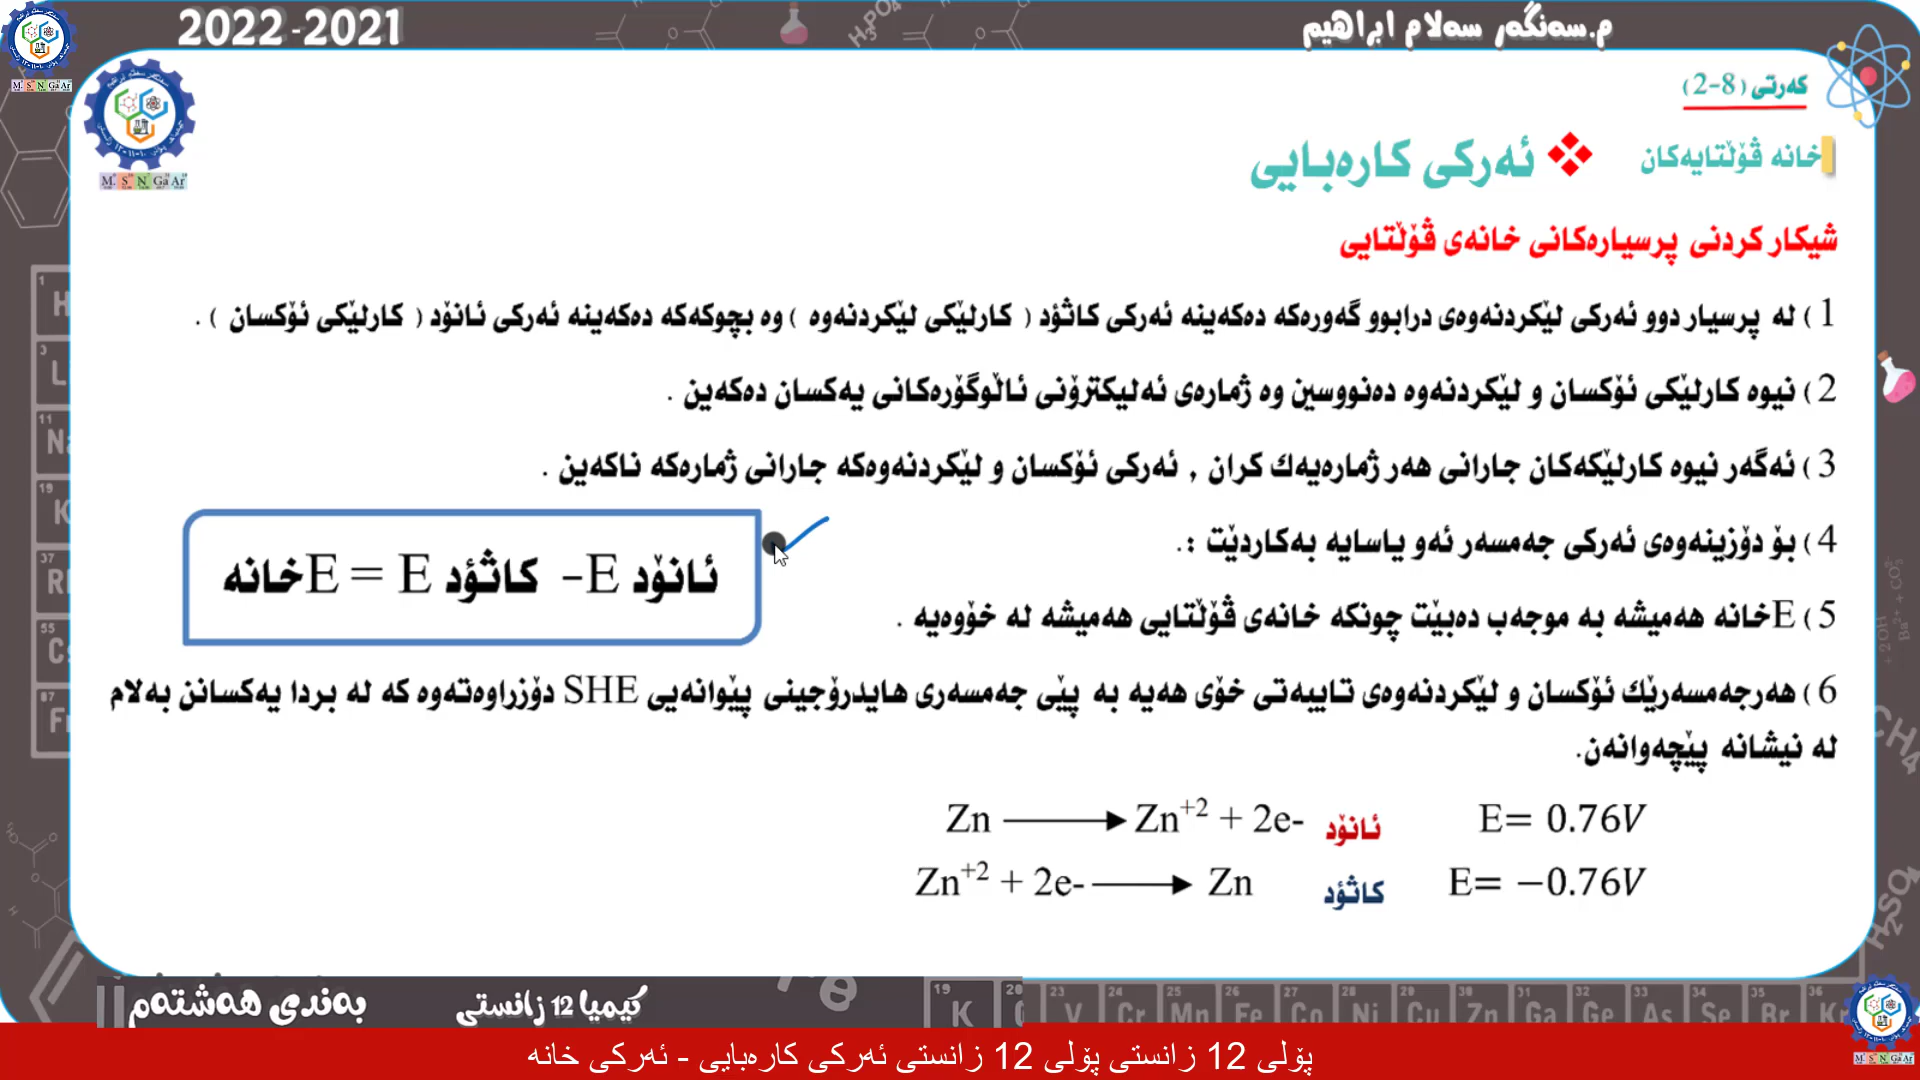 2022-2021
م.سەنگەر سەلام ابراهیم
کەرتی (8-2)
خانە ڤۆڵتایەکان
ئەرکی کارەبایی
شیکار کردنی پرسیارەکانی خانەی ڤۆڵتایی
1) لە پرسیار دوو ئەرکی لێکردنەوەی درابوو گەورەکە دەکەینە ئەرکی کاثۆد ( کارلێکی لێکردنەوە ) وە بچوکەکە دەکەینە ئەرکی ئانۆد ( کارلێکی ئۆکسان ) .
2) نیوە کارلێکی ئۆکسان و لێکردنەوە دەنووسین وە ژمارەی ئەلیکترۆنی ئاڵوگۆرەکانی یەکسان دەکەین .
3) ئەگەر نیوە کارلێکەکان جارانی هەر ژمارەیەك کران , ئەرکی ئۆکسان و لێکردنەوەکە جارانی ژمارەکە ناکەین .
4) بۆ دۆزینەوەی ئەرکی جەمسەر ئەو یاسایە بەکاردێت :.
خانەE = E کاثۆد -E ئانۆد
5) Eخانە هەمیشە بە موجەب دەبێت چونکە خانەی ڤۆڵتایی هەمیشە لە خۆوەیە .
6) هەرجەمسەرێك ئۆکسان و لێکردنەوەی تایبەتی خۆی هەیە بە پێی جەمسەری هایدرۆجینی پێوانەیی SHE دۆزراوەتەوە کە لە بردا یەکسانن بەلام
لە نیشانە پێچەوانەن.
Zn ⟶ Zn+2 + 2e- ئانۆد E= 0.76V
Zn+2 + 2e- ⟶ Zn کاثۆد E= −0.76V
بەندی هەشتەم
کیمیا 12 زانستی
پۆلی 12 زانستی پۆلی 12 زانستی ئەرکی کارەبایی - ئەرکی خانە